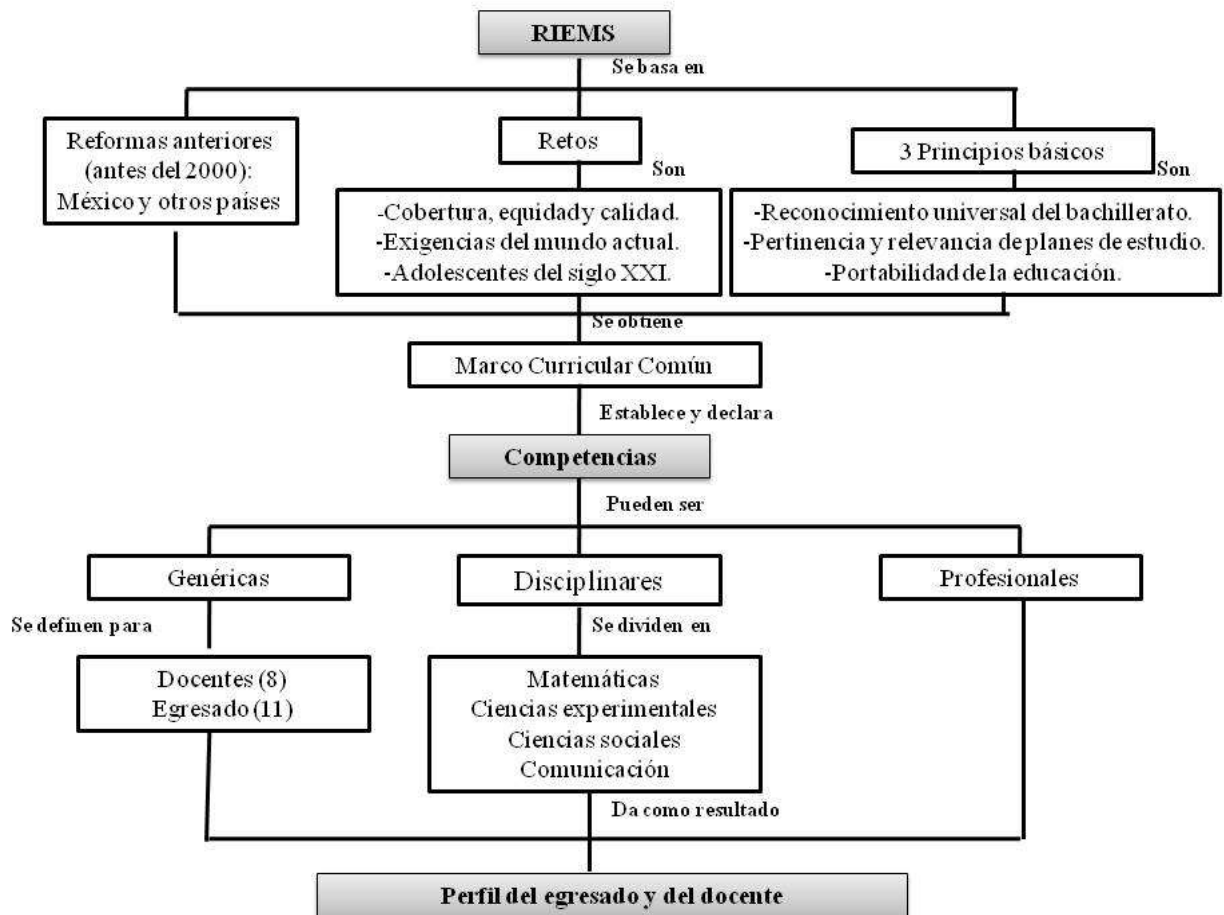 RIEMS
Se basa en
Reformas anteriores
(antes del 2000):
México y otros países
Retos
Son
3 Principios básicos
Son
-Cobertura, equidad y calidad.
-Exigencias del mundo actual.
-Adolescentes del siglo XXI.
-Reconocimiento universal del bachillerato.
-Pertinencia y relevancia de planes de estudio.
-Portabilidad de la educación.
Se obtiene
Marco Curricular Común
Establece y declara
Competencias
Pueden ser
Genéricas
Disciplinares
Profesionales
Se definen para
Se dividen en
Docentes (8)
Egresado (11)
Matemáticas
Ciencias experimentales
Ciencias sociales
Comunicación
Da como resultado
Perfil del egresado y del docente